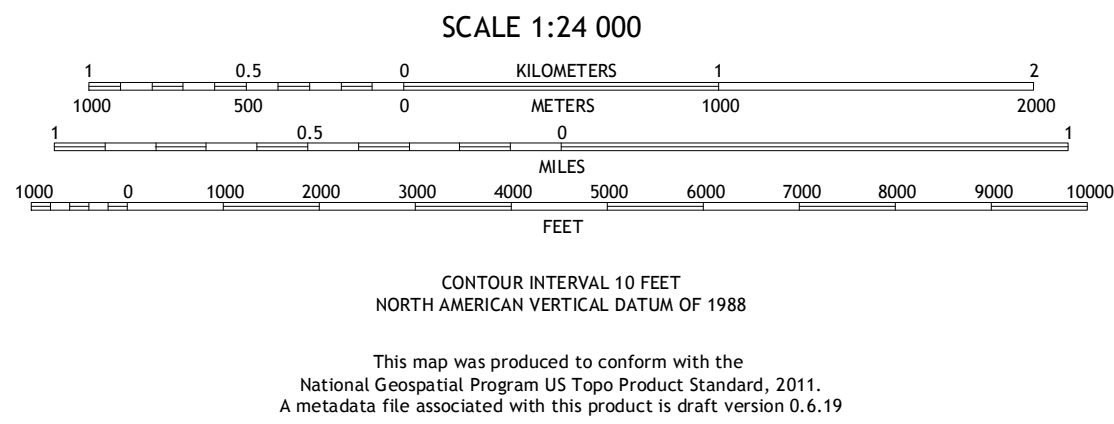 SCALE 1:24 000
1 0.5 0 KILOMETERS 1 2
1000 500 0 METERS 1000 2000
1 0.5 0 1
MILES
1000 0 1000 2000 3000 4000 5000 6000 7000 8000 9000 10000
FEET
CONTOUR INTERVAL 10 FEET
NORTH AMERICAN VERTICAL DATUM OF 1988
This map was produced to conform with the
National Geospatial Program US Topo Product Standard, 2011.
A metadata file associated with this product is draft version 0.6.19